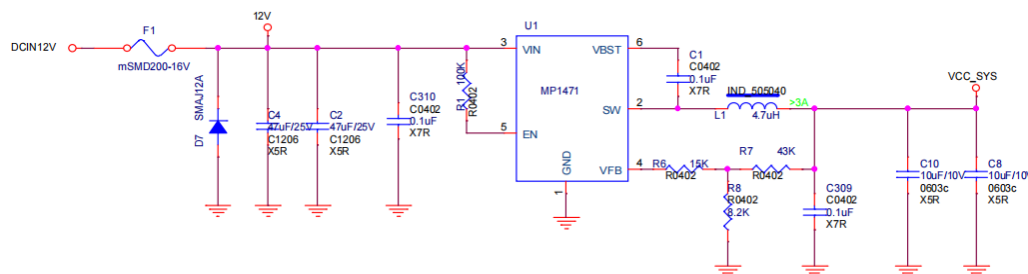 DCIN12V
F1
mSMD200-16V
12V
D7
SMAJ12A
C4
47uF/25V
C1206
X5R
C2
47uF/25V
C1206
X5R
C310
C0402
0.1uF
X7R
R1
100K
R0402
U1
3
VIN
5
EN
MP1471
GND
1
VBST
6
SW
2
VFB
4
C1
C0402
0.1uF
X7R
IND_505040
>3A
L1
4.7uH
R6
15K
R0402
R7
43K
R0402
R8
R0402
8.2K
C309
C0402
0.1uF
X7R
VCC_SYS
C10
10uF/10V
0603c
X5R
C8
10uF/10V
0603c
X5R